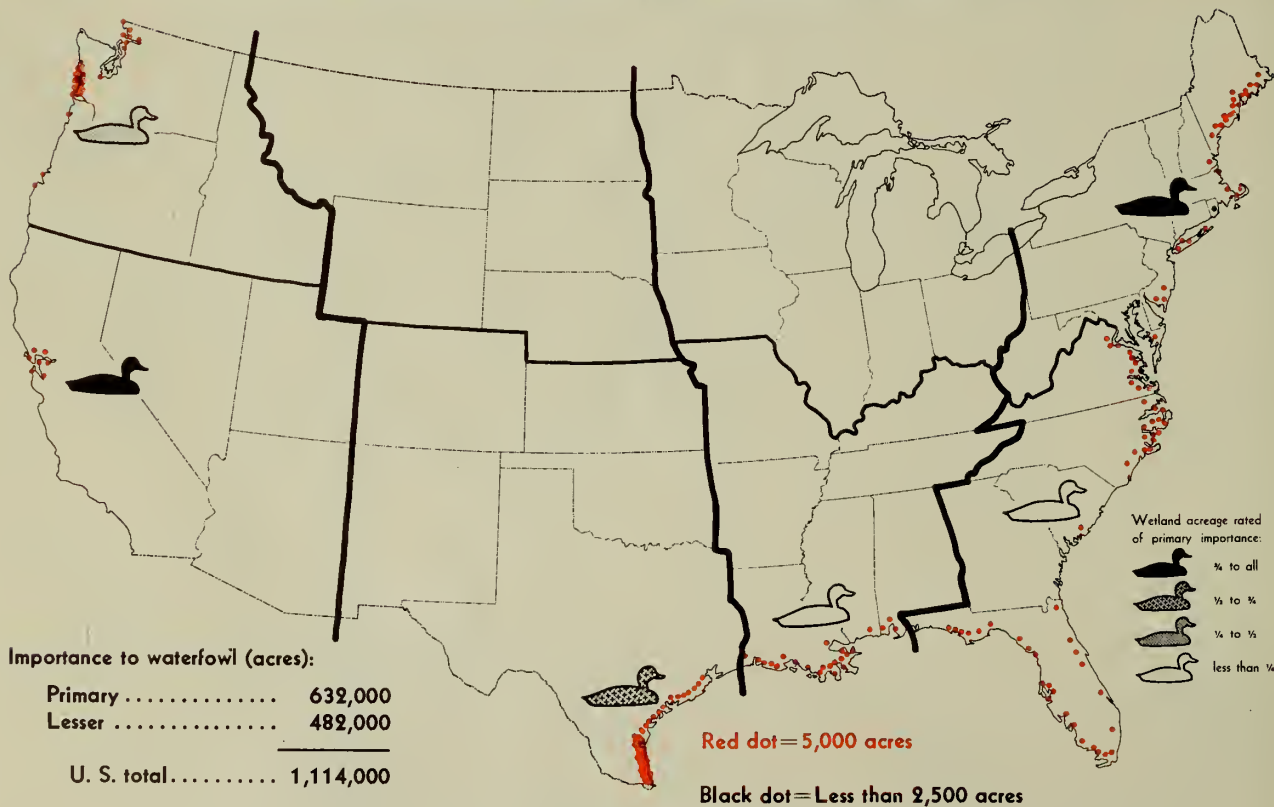 Wetland acreage rated
of primary importance:
¾ to all
½ to ¾
¼ to ½
less than ¼
Importance to waterfowl (acres):
Primary .............. 632,000
Lesser ............... 482,000
U. S. total.......... 1,114,000
Red dot=5,000 acres
Black dot=Less than 2,500 acres